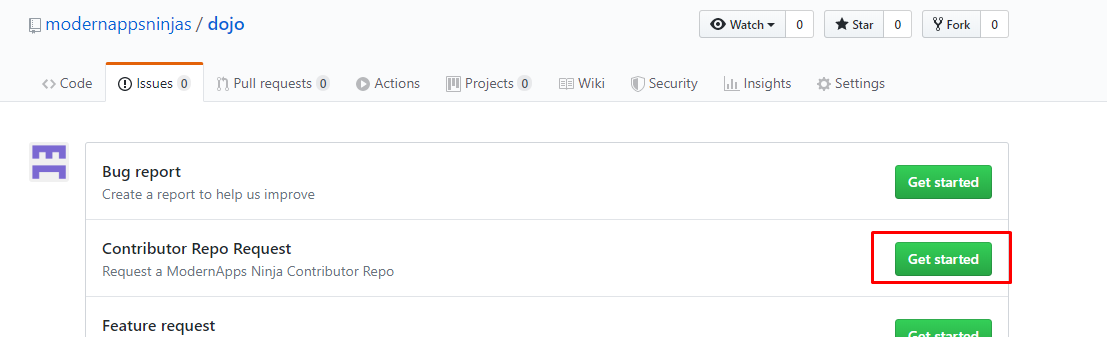 modernappsninjas / dojo
Watch 0 Star 0 Fork 0
Code Issues 0 Pull requests 0 Actions Projects 0 Wiki Security Insights Settings
Bug report
Create a report to help us improve
Get started
Contributor Repo Request
Request a ModernApps Ninja Contributor Repo
Get started
Feature request
Get started